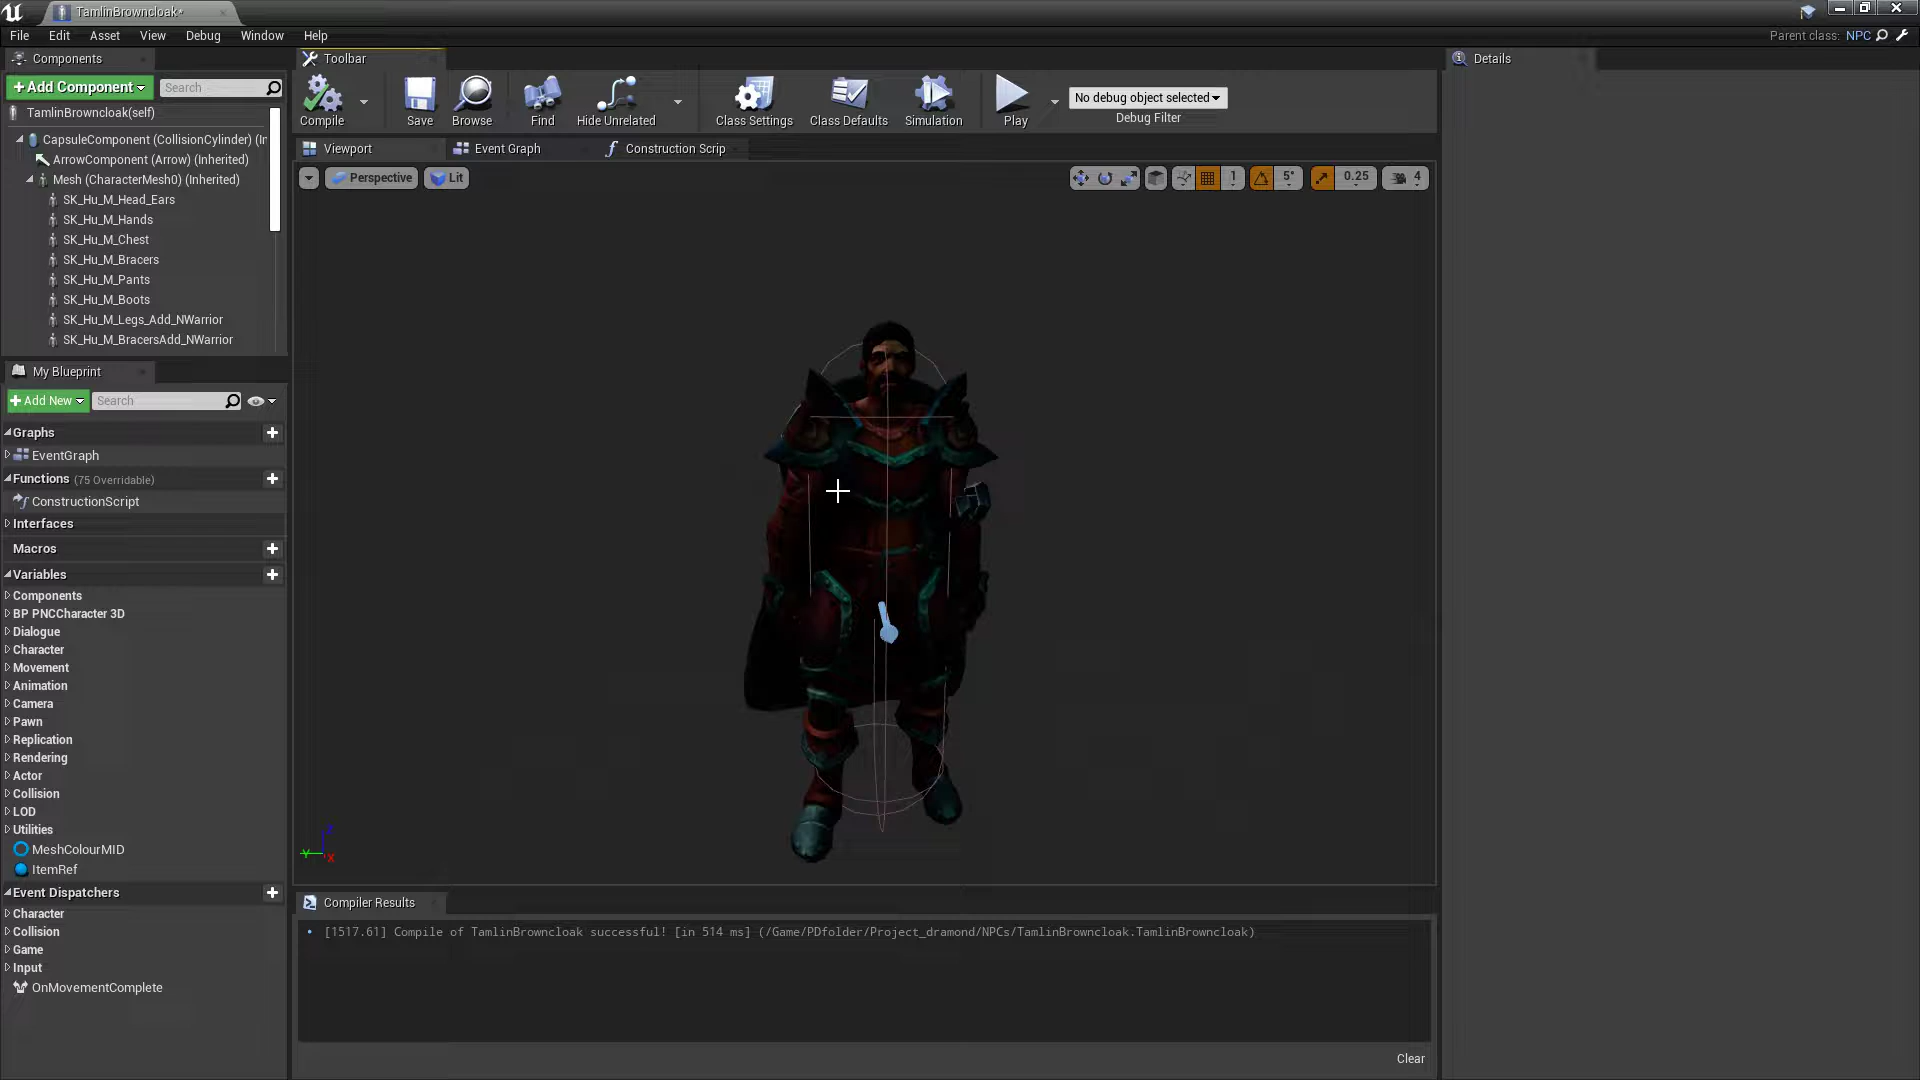 TamlinBrowncloak*
File Edit Asset View Debug Window Help
Parent class: NPC
Components
Toolbar
Details
+ Add Component
Search
Compile
Save
Browse
Find
Hide Unrelated
Class Settings
Class Defaults
Simulation
Play
No debug object selected
Debug Filter
TamlinBrowncloak(self)
CapsuleComponent (CollisionCylinder) (In
ArrowComponent (Arrow) (Inherited)
Mesh (CharacterMesh0) (Inherited)
SK_Hu_M_Head_Ears
SK_Hu_M_Hands
SK_Hu_M_Chest
SK_Hu_M_Bracers
SK_Hu_M_Pants
SK_Hu_M_Boots
SK_Hu_M_Legs_Add_NWarrior
SK_Hu_M_BracersAdd_NWarrior
Viewport
Event Graph
Construction Scrip
Perspective
Lit
1
5°
0.25
4
My Blueprint
+ Add New
Search
Graphs
EventGraph
Functions (75 Overridable)
ConstructionScript
Interfaces
Macros
Variables
Components
BP PNCCharacter 3D
Dialogue
Character
Movement
Animation
Camera
Pawn
Replication
Rendering
Actor
Collision
LOD
Utilities
MeshColourMID
ItemRef
Event Dispatchers
Character
Collision
Game
Input
OnMovementComplete
Z
Y
X
Compiler Results
[1517.61] Compile of TamlinBrowncloak successful! [in 514 ms] (/Game/PDfolder/Project_dramond/NPCs/TamlinBrowncloak.TamlinBrowncloak)
Clear